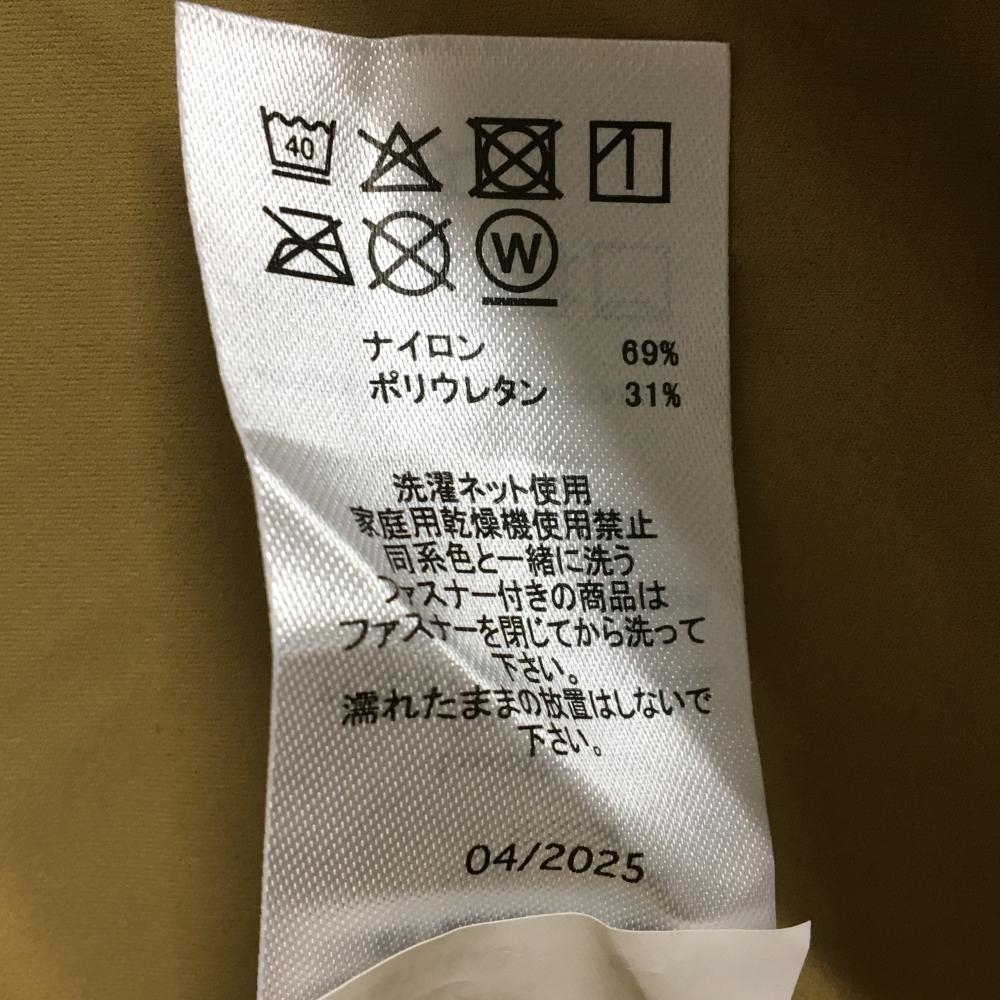 40
W
ナイロン 69%
ポリウレタン 31%
洗濯ネット使用
家庭用乾燥機使用禁止
同系色と一緒に洗う
ファスナー付きの商品は
ファスナーを閉じてから洗って
下さい。
濡れたままの放置はしないで
下さい。
04/2025